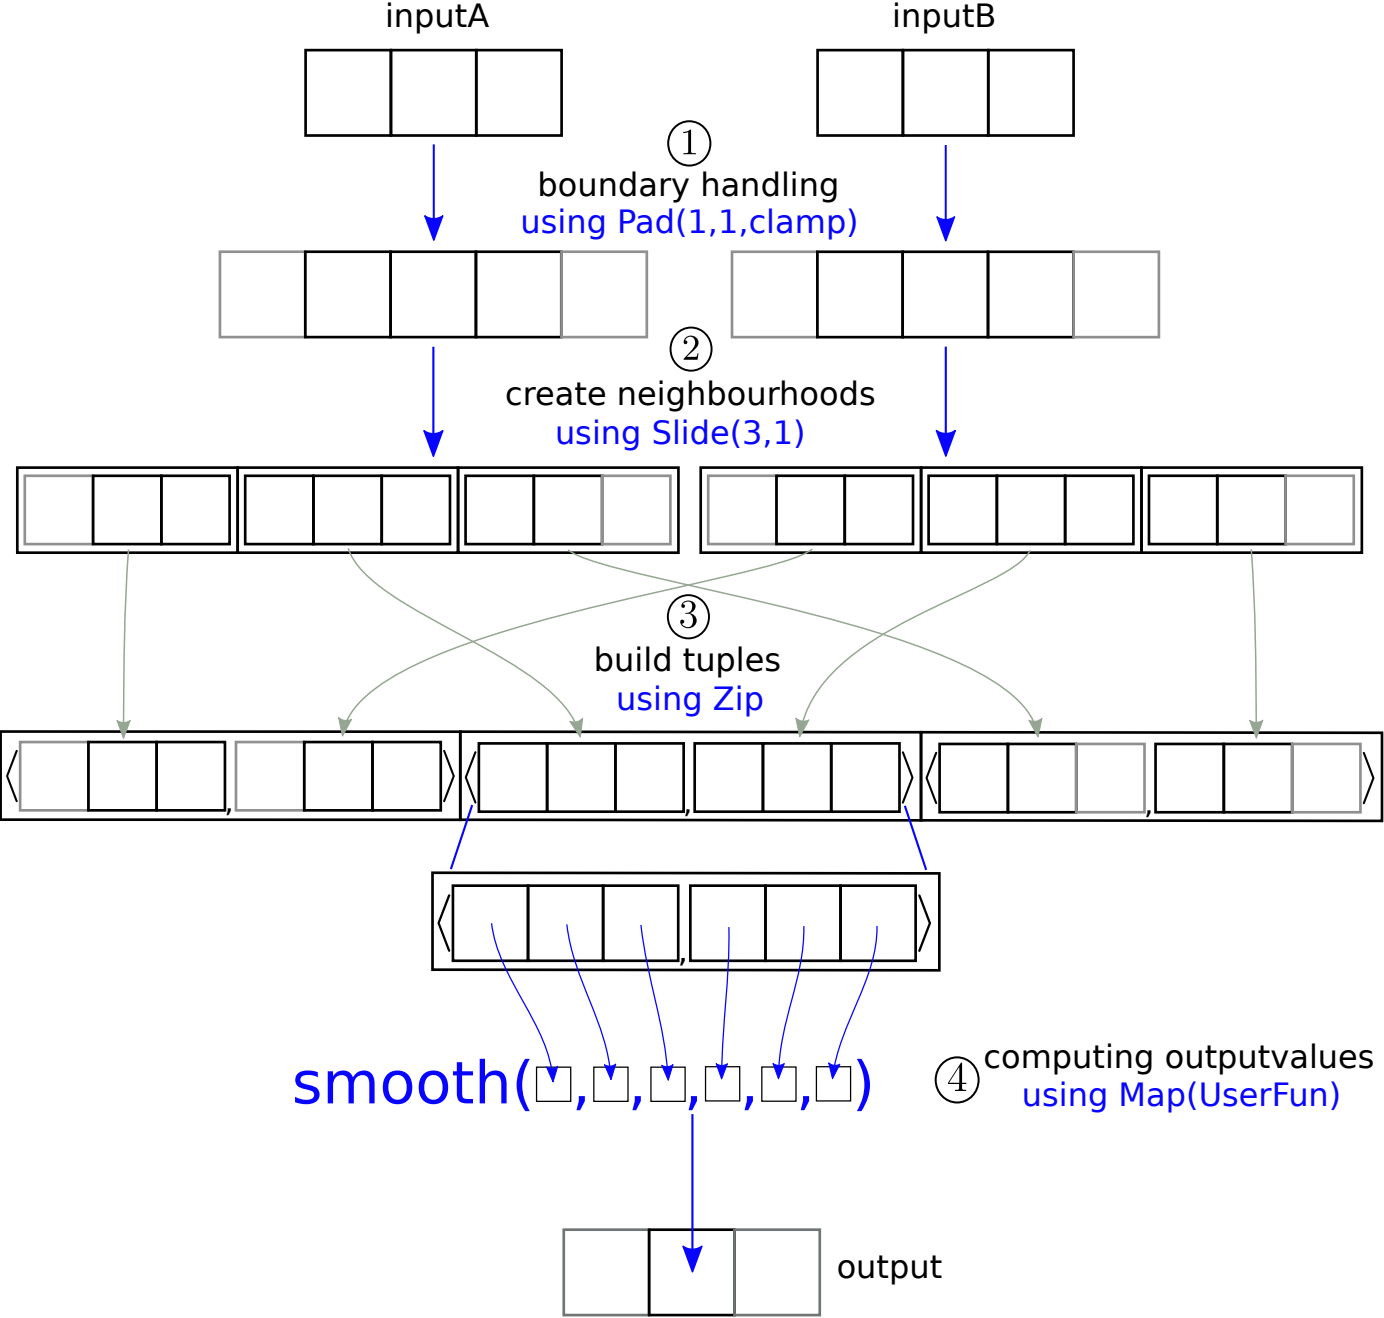 inputA
inputB
1
boundary handling
using Pad(1,1,clamp)
2
create neighbourhoods
using Slide(3,1)
3
build tuples
using Zip
⟨ , ⟩ ⟨ , ⟩ ⟨ , ⟩
⟨ , ⟩
smooth(□,□,□,□,□,□)
4
computing outputvalues
using Map(UserFun)
output